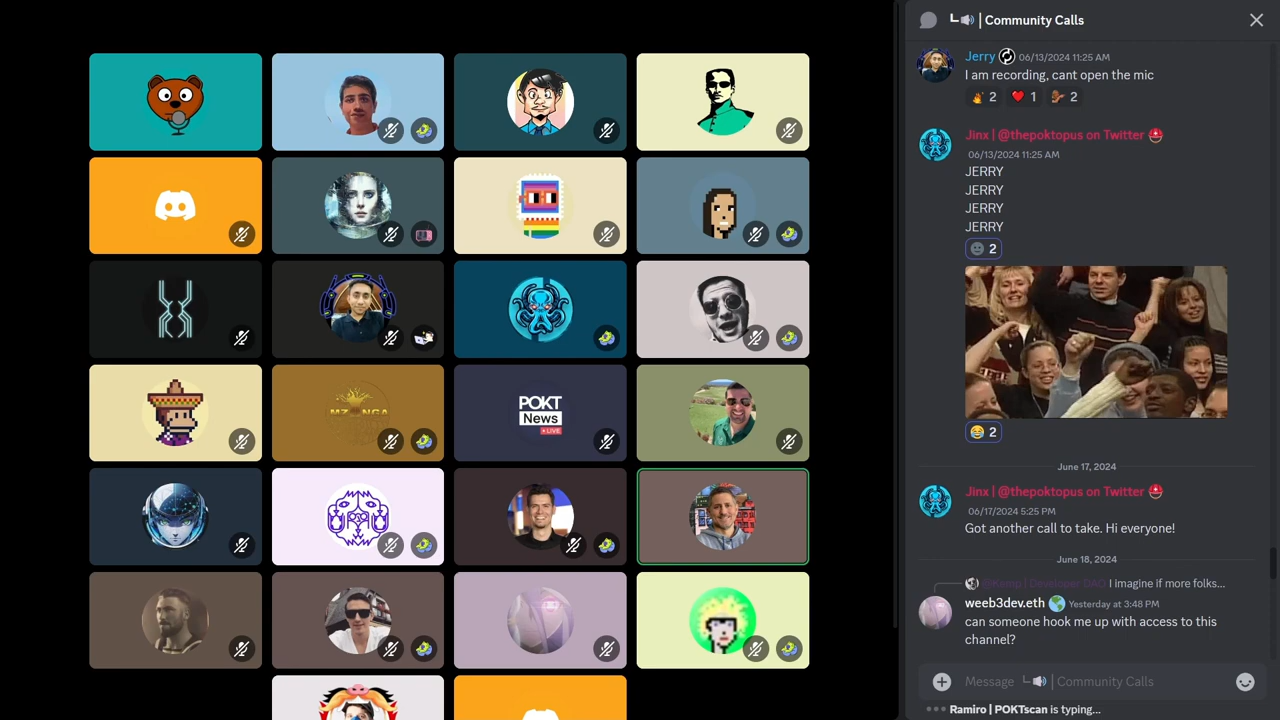 Community Calls
Jerry 06/13/2024 11:25 AM
I am recording, cant open the mic
2 1 2
Jinx | @thepoktopus on Twitter
06/13/2024 11:25 AM
JERRY
JERRY
JERRY
JERRY
2
2
MZONGA
POKT
News
LIVE
June 17, 2024
Jinx | @thepoktopus on Twitter
06/17/2024 5:25 PM
Got another call to take. Hi everyone!
June 18, 2024
I imagine if more folks...
weeb3dev.eth Yesterday at 3:48 PM
can someone hook me up with access to this
channel?
Message Community Calls
Ramiro | POKTscan is typing...